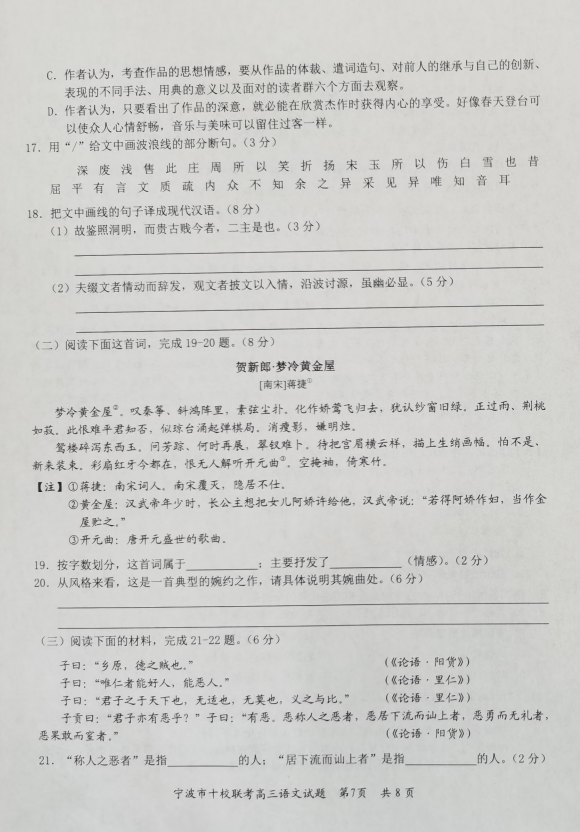 C. 作者认为，考查作品的思想情感，要从作品的体裁、遣词造句、对前人的继承与自己的创新、
表现的不同手法、用典的意义以及面对的读者群六个方面去观察。
D. 作者认为，只要看出了作品的深意，就必能在欣赏杰作时获得内心的享受。好像春天登台可
以使众人心情舒畅，音乐与美味可以留住过客一样。
17. 用“/”给文中画波浪线的部分断句。（3 分）
深 废 浅 售 此 庄 周 所 以 笑 折 扬 宋 玉 所 以 伤 白 雪 也 昔
屈 平 有 言 文 质 疏 内 众 不 知 余 之 异 采 见 异 唯 知 音 耳
18. 把文中画线的句子译成现代汉语。（8 分）
（1）故鉴照洞明，而贵古贱今者，二主是也。（3 分）
（2）夫缀文者情动而辞发，观文者披文以入情，沿波讨源，虽幽必显。（5 分）
（二）阅读下面这首词，完成 19-20 题。（8 分）
贺新郎·梦冷黄金屋
[南宋]蒋捷①
梦冷黄金屋②。叹秦筝、斜鸿阵里，素弦尘扑。化作娇莺飞归去，犹认纱窗旧绿。正过雨、荆桃
如菽。此恨难平君知否，似琼台涌起弹棋局。消瘦影，嫌明烛。
鸳楼碎泻东西玉。问芳踪、何时再展，翠钗难卜。待把宫眉横云样，描上生绡画幅。怕不是、
新来装束。彩扇红牙今都在，恨无人解听开元曲③。空掩袖，倚寒竹。
【注】①蒋捷：南宋词人。南宋覆灭，隐居不仕。
②黄金屋：汉武帝年少时，长公主想把女儿阿娇许给他，汉武帝说：“若得阿娇作妇，当作金
屋贮之。”
③开元曲：唐开元盛世的歌曲。
19. 按字数划分，这首词属于__________；主要抒发了__________（情感）。（2 分）
20. 从风格来看，这是一首典型的婉约之作，请具体说明其婉曲处。（6 分）
（三）阅读下面的材料，完成 21-22 题。（6 分）
子曰：“乡原，德之贼也。” （《论语·阳货》）
子曰：“唯仁者能好人，能恶人。” （《论语·里仁》）
子曰：“君子之于天下也，无适也，无莫也，义之与比。” （《论语·里仁》）
子贡曰：“君子亦有恶乎？”子曰：“有恶。恶称人之恶者，恶居下流而讪上者，恶勇而无礼者，
恶果敢而窒者。” （《论语·阳货》）
21. “称人之恶者”是指__________的人；“居下流而讪上者”是指__________的人。（2 分）
宁波市十校联考高三语文试题 第 7 页 共 8 页